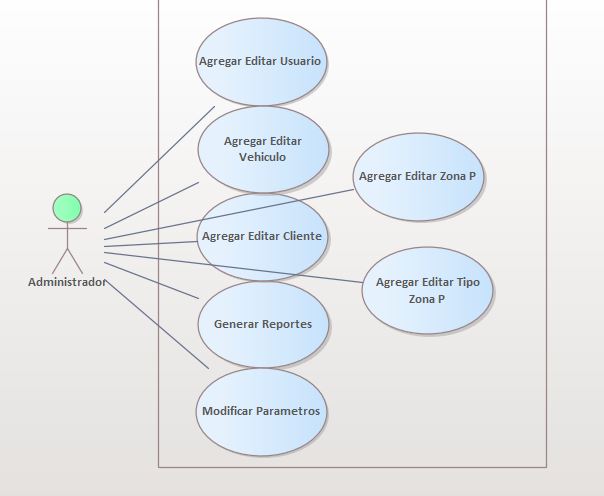 Agregar Editar Usuario
Agregar Editar
Vehiculo
Agregar Editar Zona P
Agregar Editar Cliente
Administrador
Agregar Editar Tipo
Zona P
Generar Reportes
Modificar Parametros